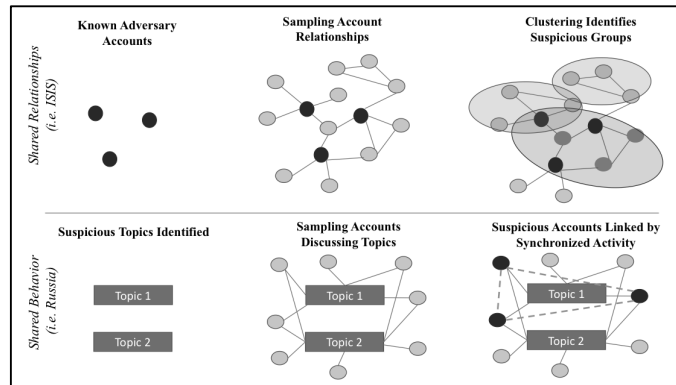 Known Adversary
Accounts
Sampling Account
Relationships
Clustering Identifies
Suspicious Groups
Shared Relationships
(i.e. ISIS)
Suspicious Topics Identified
Sampling Accounts
Discussing Topics
Suspicious Accounts Linked by
Synchronized Activity
Shared Behavior
(i.e. Russia)
Topic 1
Topic 2
Topic 1
Topic 2
Topic 1
Topic 2